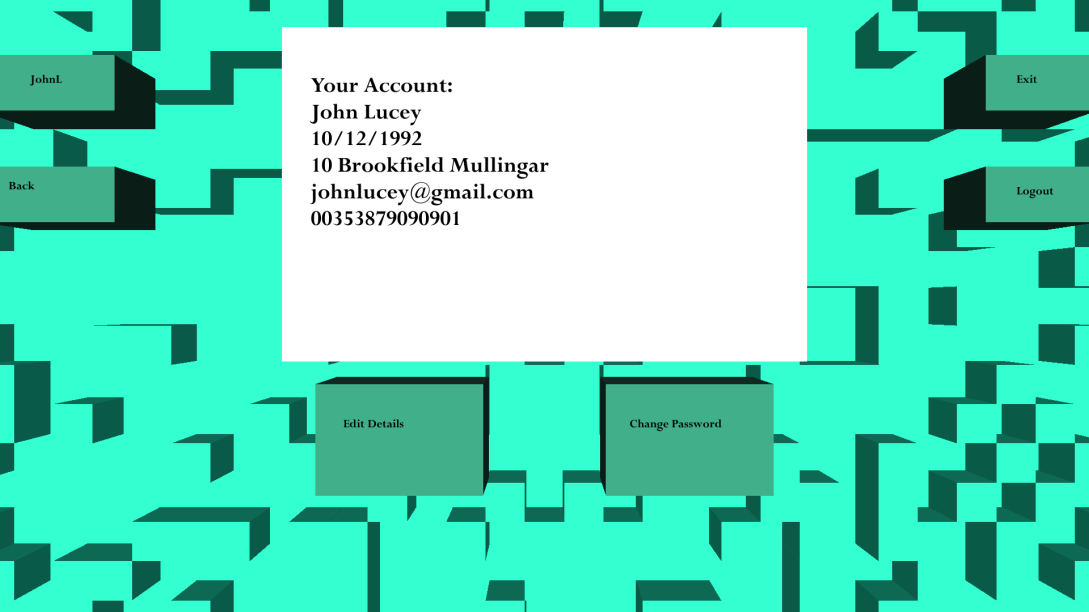 JohnL
Exit
Back
Logout
Your Account:
John Lucey
10/12/1992
10 Brookfield Mullingar
johnlucey@gmail.com
00353879090901
Edit Details
Change Password